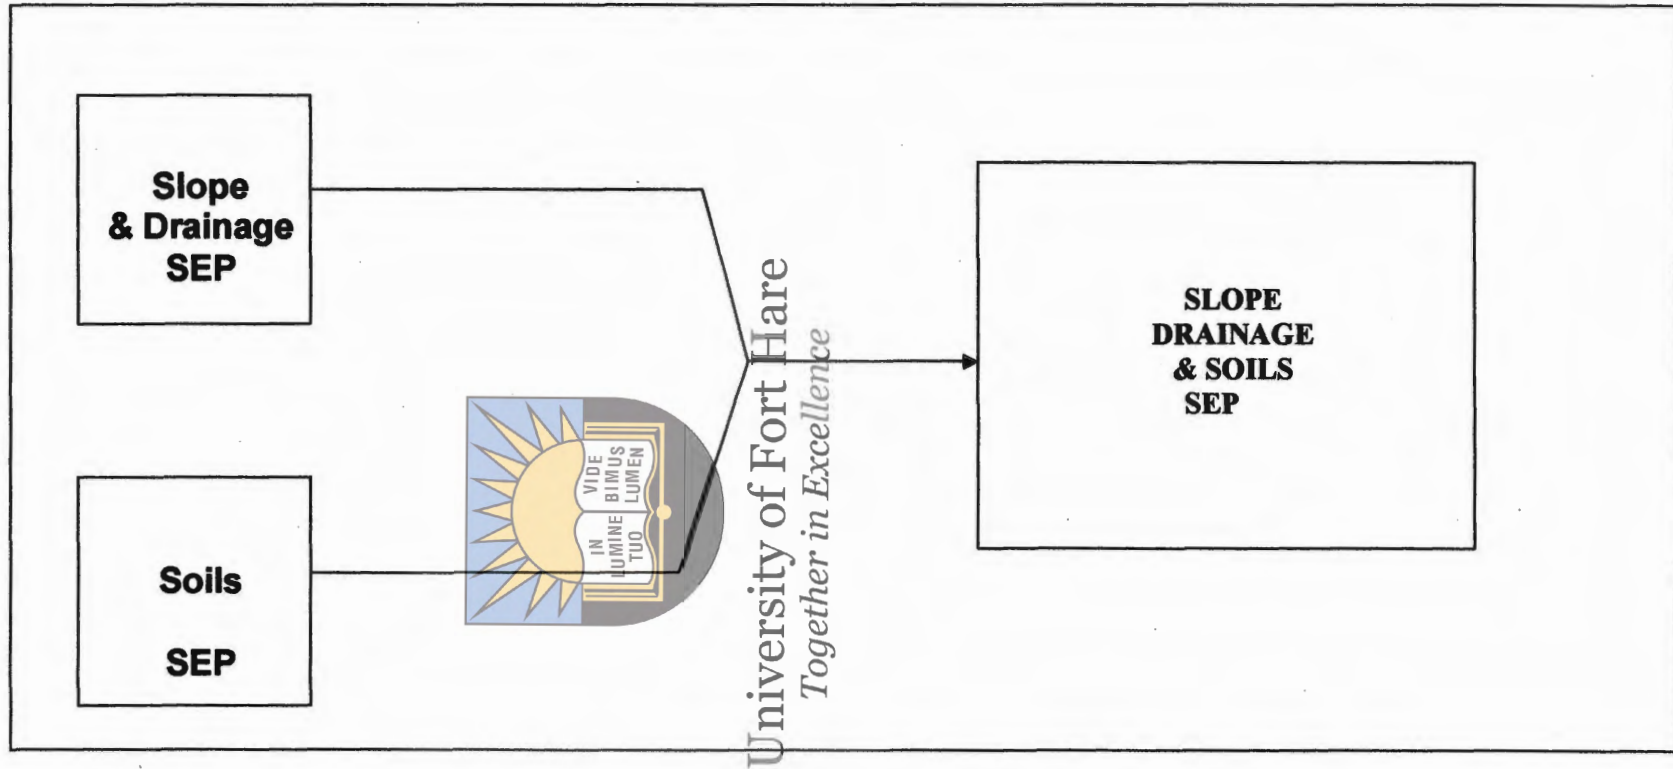 Slope
& Drainage
SEP
Soils
SEP
SLOPE
DRAINAGE
& SOILS
SEP
IN
LUMINE
TUO
VIDE
BIMUS
LUMEN
University of Fort Hare
Together in Excellence